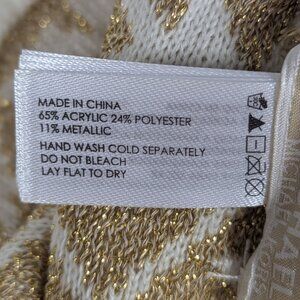 MADE IN CHINA
65% ACRYLIC 24% POLYESTER
11% METALLIC
HAND WASH COLD SEPARATELY
DO NOT BLEACH
LAY FLAT TO DRY
MICHAEL